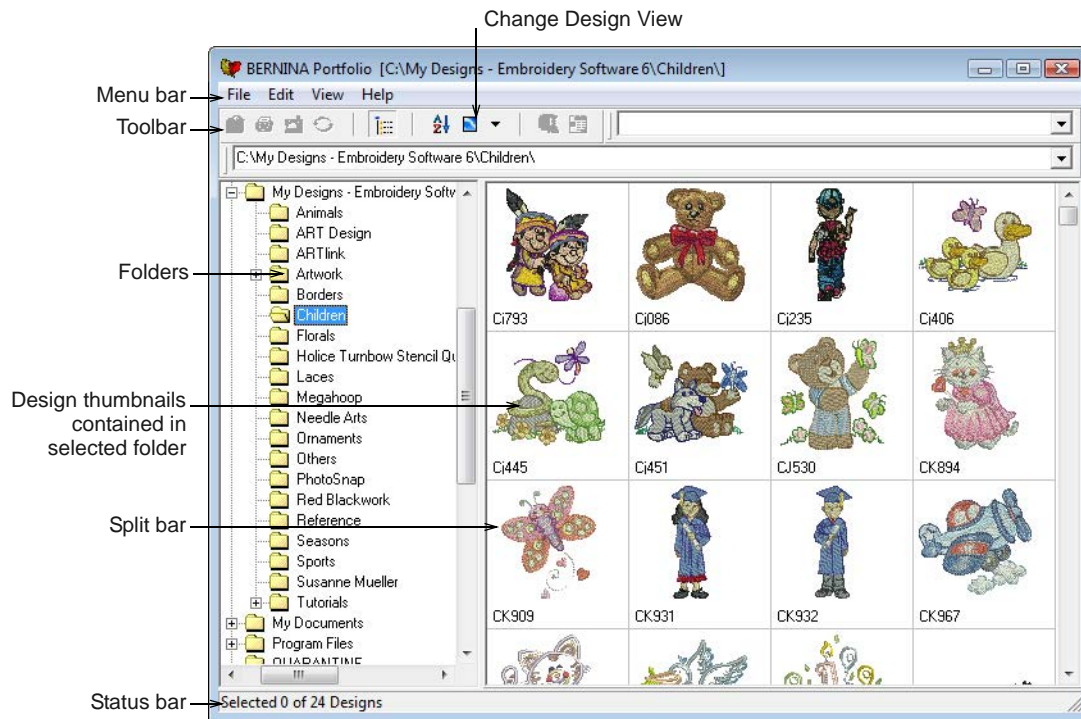 Change Design View
BERNINA Portfolio [C:\My Designs - Embroidery Software 6\Children\]
Menu bar
File Edit View Help
Toolbar
C:\My Designs - Embroidery Software 6\Children\
My Designs - Embroidery Softw
Animals
ART Design
ARTlink
Folders
Artwork
Borders
Children
Florals
Holice Turnbow Stencil Qu
Laces
Megahoop
Needle Arts
Ornaments
Others
PhotoSnap
Red Blackwork
Reference
Seasons
Sports
Susanne Mueller
Tutorials
My Documents
Program Files
QUARANTINE
Design thumbnails
contained in
selected folder
Split bar
Cj793 Cj086 Cj235 Cj406
Cj445 Cj451 CJ530 CK894
CK909 CK931 CK932 CK967
Status bar
Selected 0 of 24 Designs